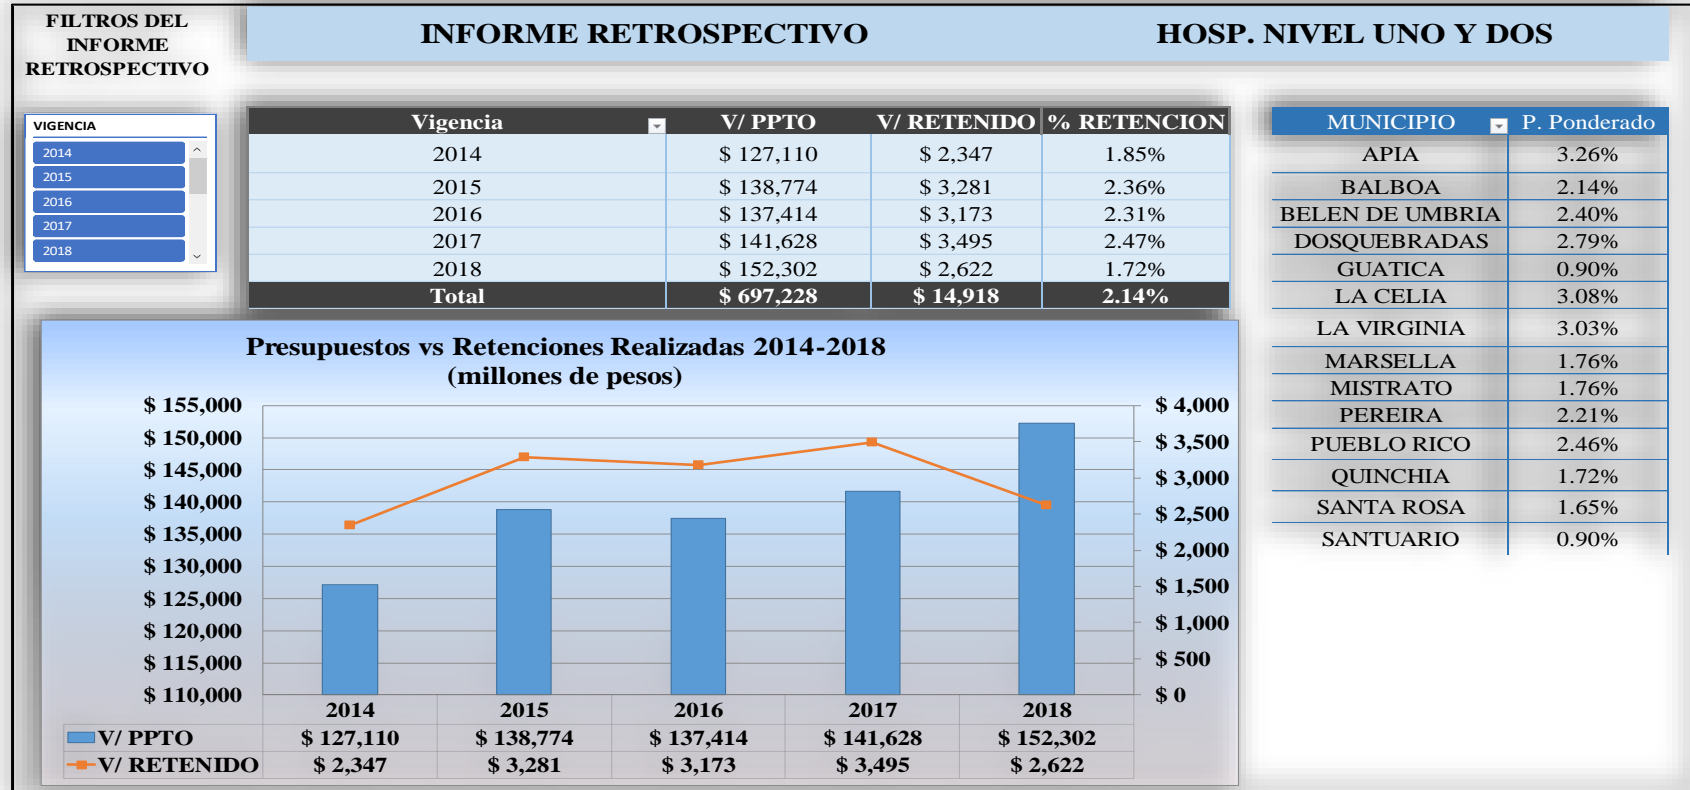 FILTROS DEL
INFORME
RETROSPECTIVO
INFORME RETROSPECTIVO HOSP. NIVEL UNO Y DOS
VIGENCIA
2014
2015
2016
2017
2018
Vigencia V/ PPTO V/ RETENIDO % RETENCION
2014 $ 127,110 $ 2,347 1.85%
2015 $ 138,774 $ 3,281 2.36%
2016 $ 137,414 $ 3,173 2.31%
2017 $ 141,628 $ 3,495 2.47%
2018 $ 152,302 $ 2,622 1.72%
Total $ 697,228 $ 14,918 2.14%
MUNICIPIO P. Ponderado
APIA 3.26%
BALBOA 2.14%
BELEN DE UMBRIA 2.40%
DOSQUEBRADAS 2.79%
GUATICA 0.90%
LA CELIA 3.08%
LA VIRGINIA 3.03%
MARSELLA 1.76%
MISTRATO 1.76%
PEREIRA 2.21%
PUEBLO RICO 2.46%
QUINCHIA 1.72%
SANTA ROSA 1.65%
SANTUARIO 0.90%
Presupuestos vs Retenciones Realizadas 2014-2018
(millones de pesos)
$ 155,000
$ 150,000
$ 145,000
$ 140,000
$ 135,000
$ 130,000
$ 125,000
$ 120,000
$ 115,000
$ 110,000
$ 4,000
$ 3,500
$ 3,000
$ 2,500
$ 2,000
$ 1,500
$ 1,000
$ 500
$ 0
2014 2015 2016 2017 2018
V/ PPTO $ 127,110 $ 138,774 $ 137,414 $ 141,628 $ 152,302
V/ RETENIDO $ 2,347 $ 3,281 $ 3,173 $ 3,495 $ 2,622